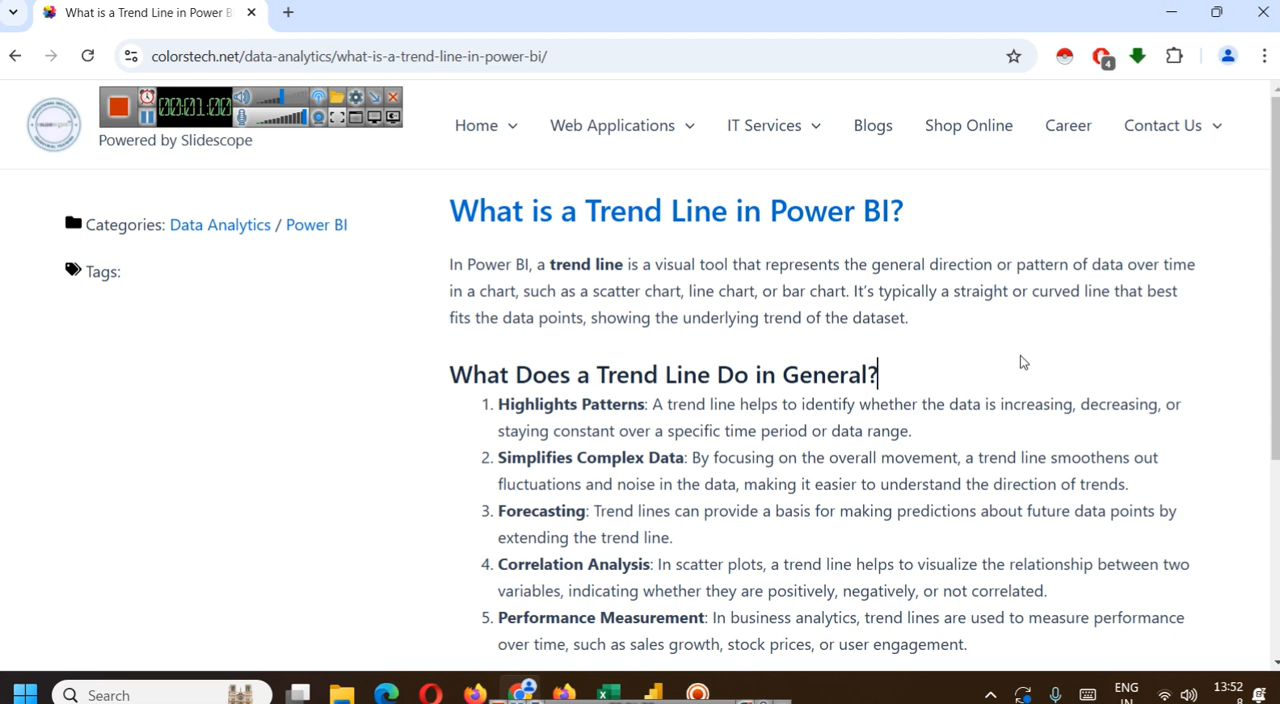 What is a Trend Line in Power B
colorstech.net/data-analytics/what-is-a-trend-line-in-power-bi/
4
00:01:00
Powered by Slidescope
Home
Web Applications
IT Services
Blogs
Shop Online
Career
Contact Us
Categories: Data Analytics / Power BI
Tags:
What is a Trend Line in Power BI?
In Power BI, a trend line is a visual tool that represents the general direction or pattern of data over time
in a chart, such as a scatter chart, line chart, or bar chart. It’s typically a straight or curved line that best
fits the data points, showing the underlying trend of the dataset.
What Does a Trend Line Do in General?
1. Highlights Patterns: A trend line helps to identify whether the data is increasing, decreasing, or
staying constant over a specific time period or data range.
2. Simplifies Complex Data: By focusing on the overall movement, a trend line smoothens out
fluctuations and noise in the data, making it easier to understand the direction of trends.
3. Forecasting: Trend lines can provide a basis for making predictions about future data points by
extending the trend line.
4. Correlation Analysis: In scatter plots, a trend line helps to visualize the relationship between two
variables, indicating whether they are positively, negatively, or not correlated.
5. Performance Measurement: In business analytics, trend lines are used to measure performance
over time, such as sales growth, stock prices, or user engagement.
Search
ENG
IN
13:52